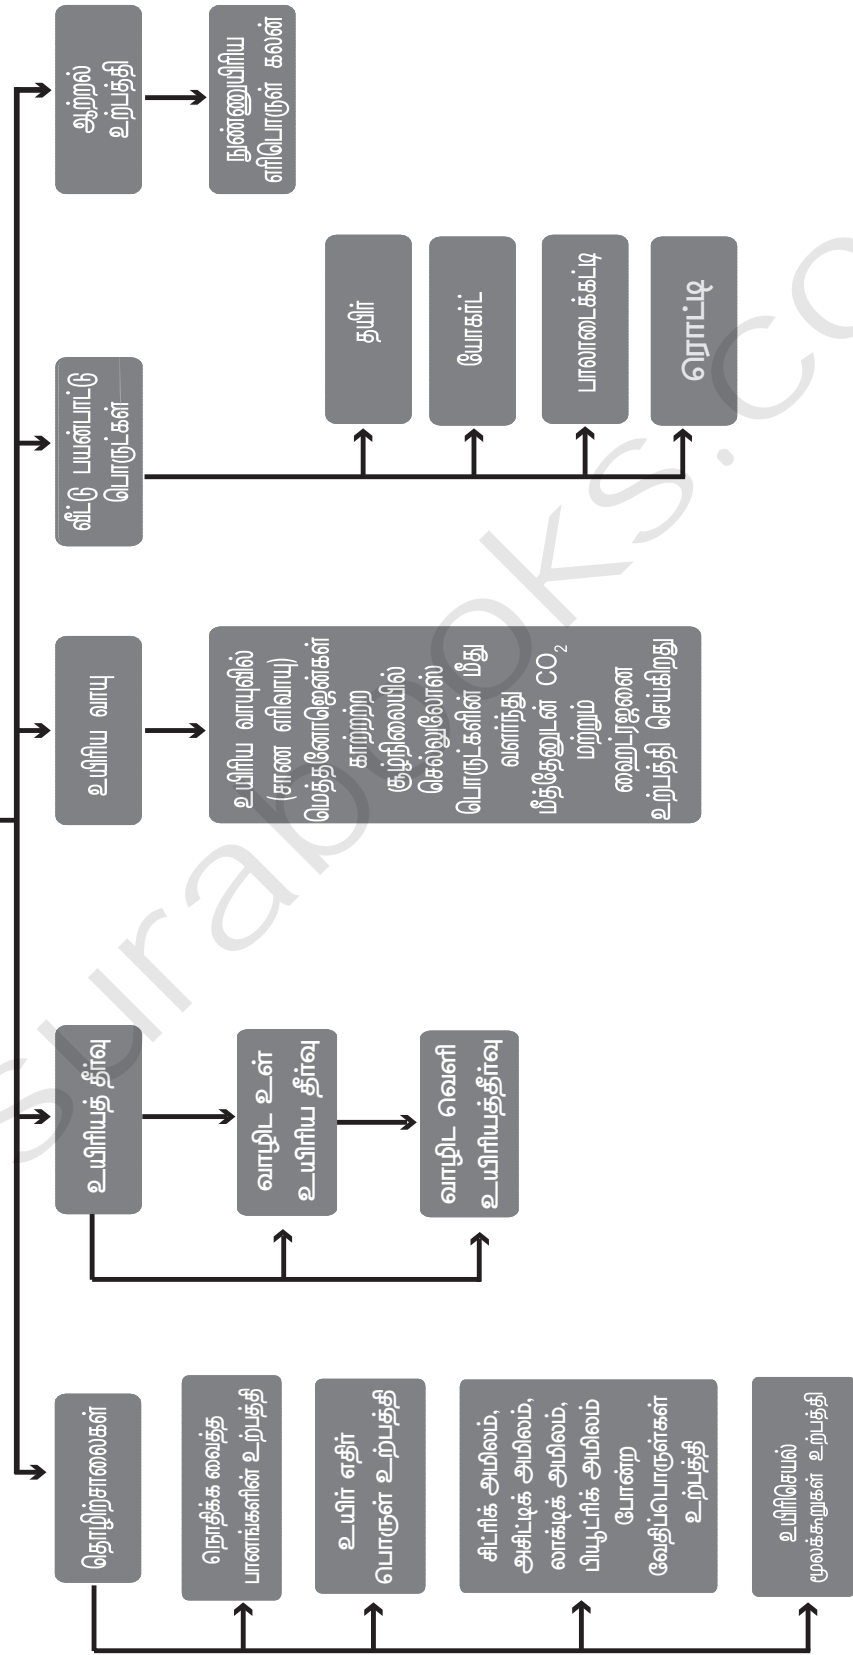 தொழிற்சாலைகள்
நொதிக்க வைத்த
பானங்களின் உற்பத்தி
உயிர் எதிர்
பொருள் உற்பத்தி
சிட்ரிக் அமிலம்,
அசிட்டிக் அமிலம்,
லாக்டிக் அமிலம்,
பியூட்ரிக் அமிலம்
போன்ற
வேதிப்பொருள்கள்
உற்பத்தி
உயிரிசெயல்
மூலக்கூறுகள் உற்பத்தி
உயிரியத் தீர்வு
வாழிட உள்
உயிரிய தீர்வு
வாழிட வெளி
உயிரியத்தீர்வு
உயிரிய வாயு
உயிரிய வாயுவில்
(சாண எரிவாயு)
மெத்தனோஜென்கள்
காற்றற்ற
சூழ்நிலையில்
செல்லுலோஸ்
பொருட்களின் மீது
வளர்ந்து
மீத்தேனுடன் CO₂
மற்றும்
ஹைட்ரஜனை
உற்பத்தி செய்கிறது
வீட்டு பயன்பாட்டு
பொருட்கள்
தயிர்
யோகர்ட்
பாலாடைக்கட்டி
ரொட்டி
ஆற்றல்
உற்பத்தி
நுண்ணுயிரிய
எரிபொருள் கலன்
surabooks.co